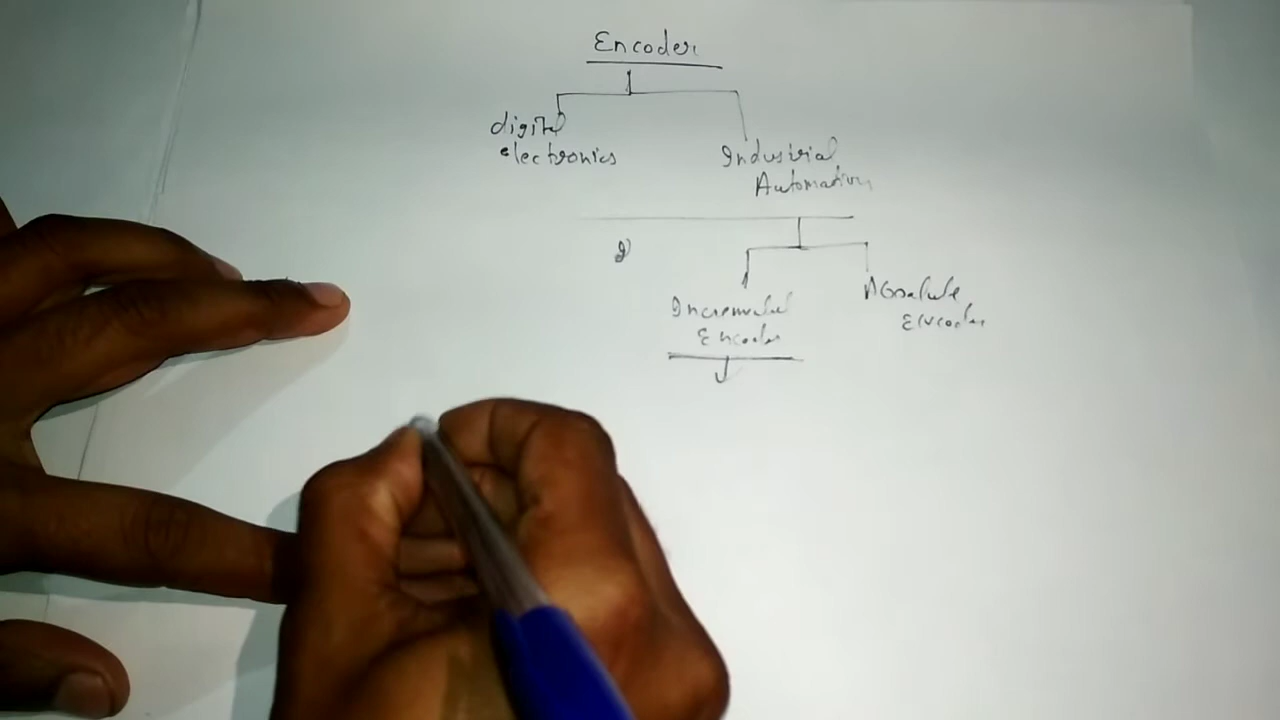 Encoder
digital
electronics
Industrial
Automation
Incremental
Encoder
Absolute
Encoder